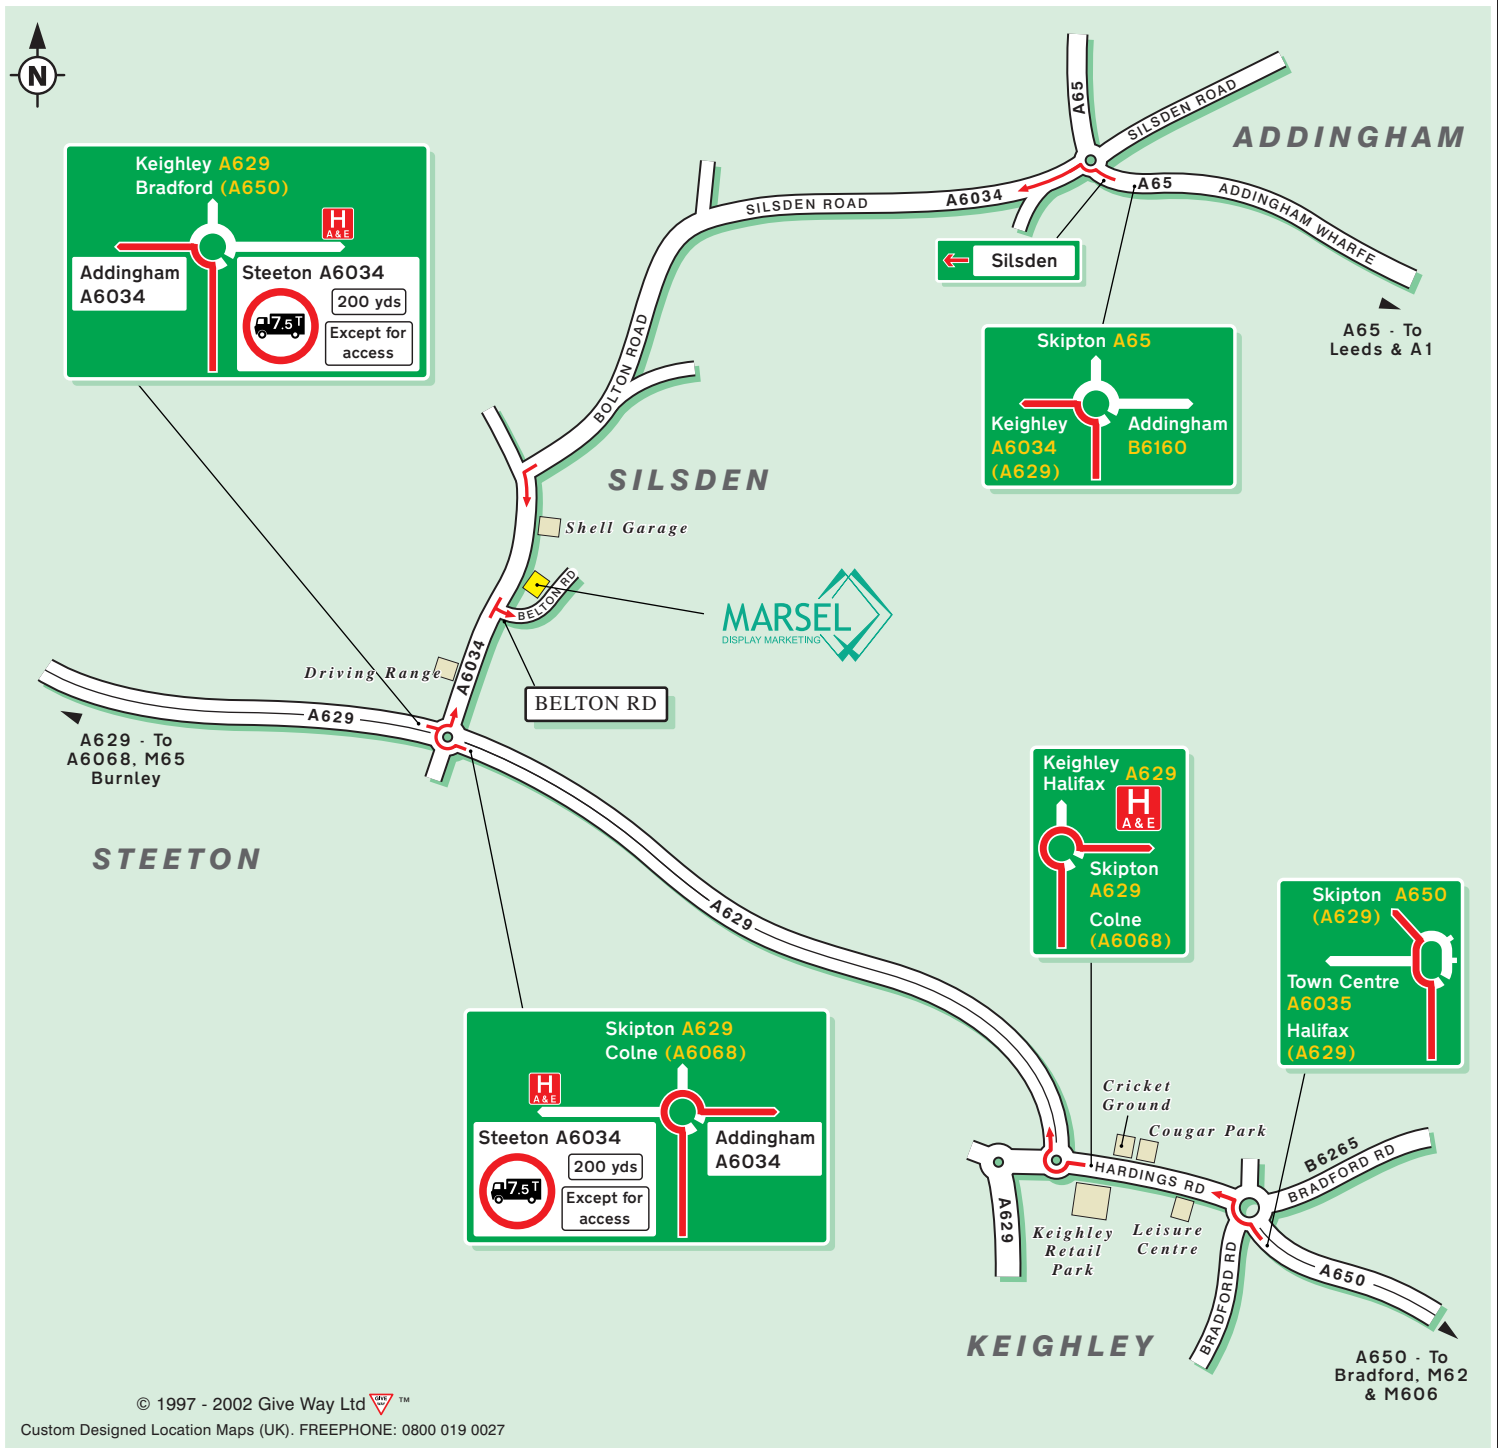 N
A65
SILSDEN ROAD
ADDINGHAM
Keighley A629
Bradford (A650)
H
A&E
Addingham
A6034
Steeton A6034
200 yds
7.5T
Except for
access
SILSDEN ROAD
A6034
A65
ADDINGHAM WHARFE
Silsden
A65 - To
Leeds & A1
Skipton A65
Keighley
A6034
(A629)
Addingham
B6160
BOLTON ROAD
SILSDEN
Shell Garage
BELTON RD
MARSEL
DISPLAY MARKETING
A6034
Driving Range
BELTON RD
A629
A629 - To
A6068, M65
Burnley
STEETON
A629
Keighley
Halifax
A629
H
A&E
Skipton
A629
Colne
(A6068)
Skipton A650
(A629)
Town Centre
A6035
Halifax
(A629)
Skipton A629
Colne (A6068)
H
A&E
Steeton A6034
200 yds
7.5T
Except for
access
Addingham
A6034
Cricket
Ground
Cougar Park
HARDINGS RD
B6265
BRADFORD RD
A629
Keighley
Retail
Park
Leisure
Centre
BRADFORD RD
A650
KEIGHLEY
A650 - To
Bradford, M62
& M606
© 1997 - 2002 Give Way Ltd GIVE WAY ™
Custom Designed Location Maps (UK). FREEPHONE: 0800 019 0027